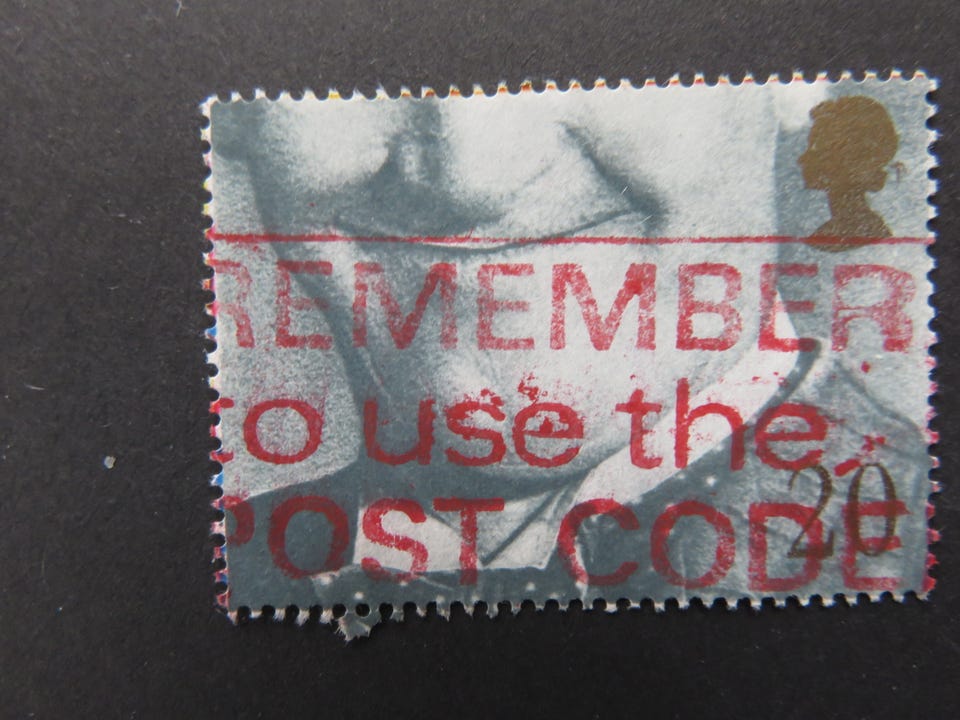 REMEMBER
to use the
POST CODE
20